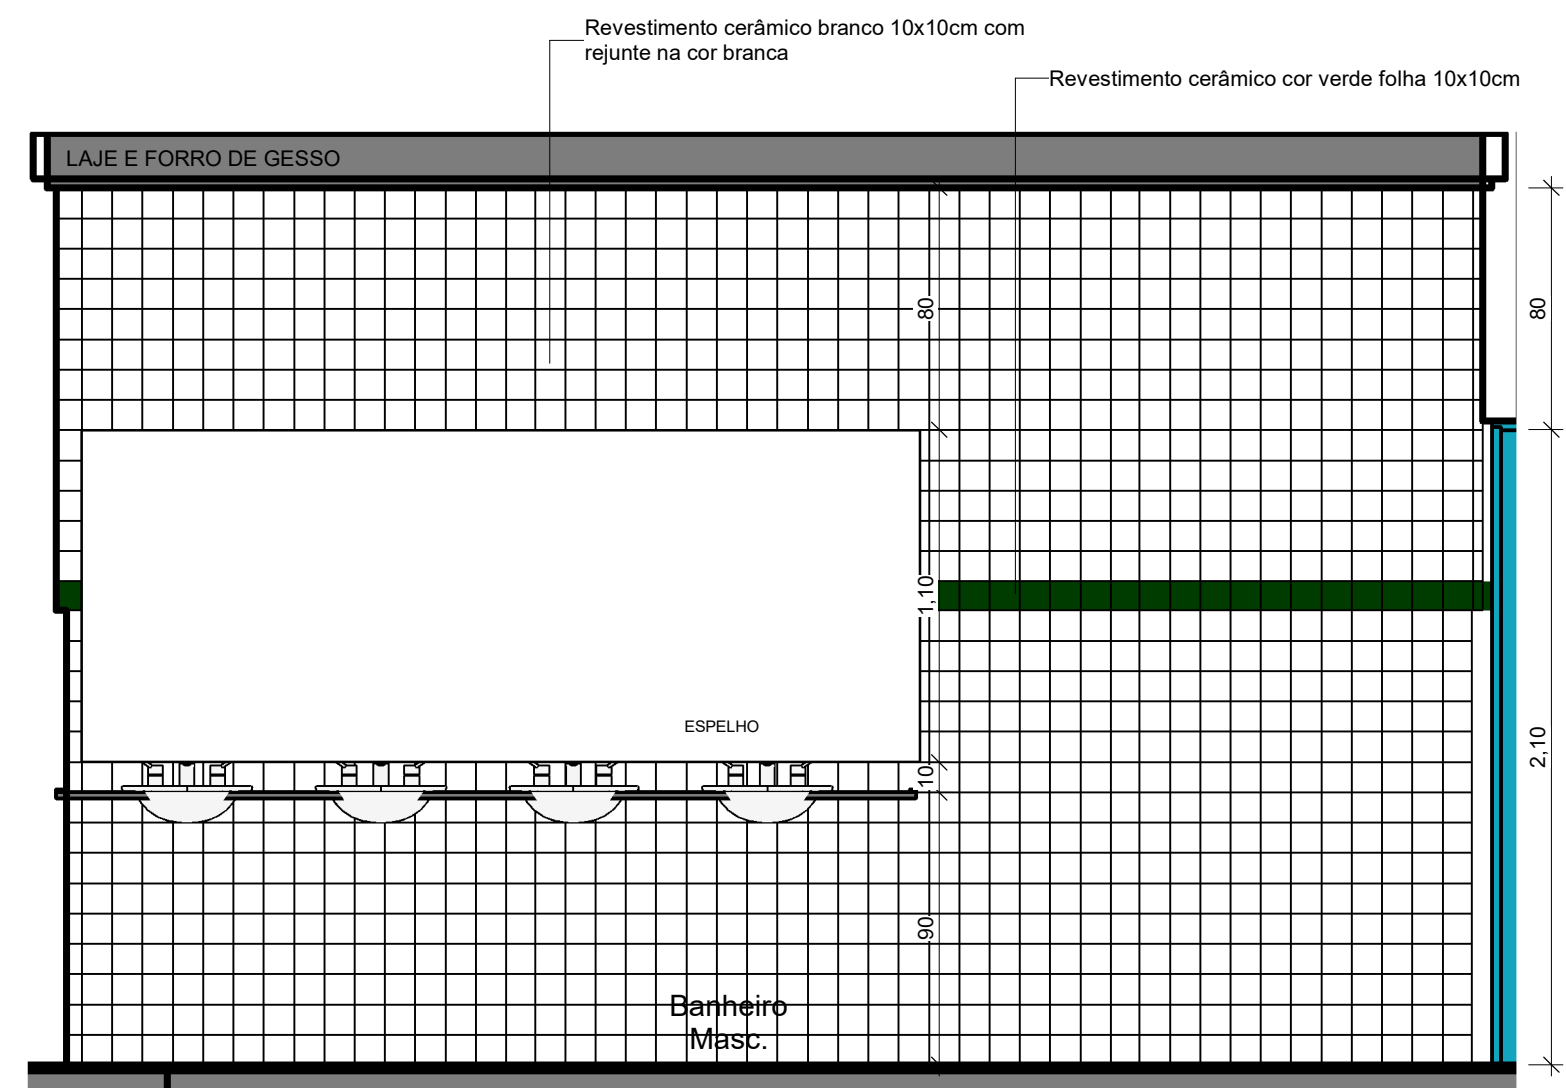 Revestimento cerâmico branco 10x10cm com
rejunte na cor branca
Revestimento cerâmico cor verde folha 10x10cm
LAJE E FORRO DE GESSO
80
80
1,10
ESPELHO
2,10
10
90
Banheiro
Masc.